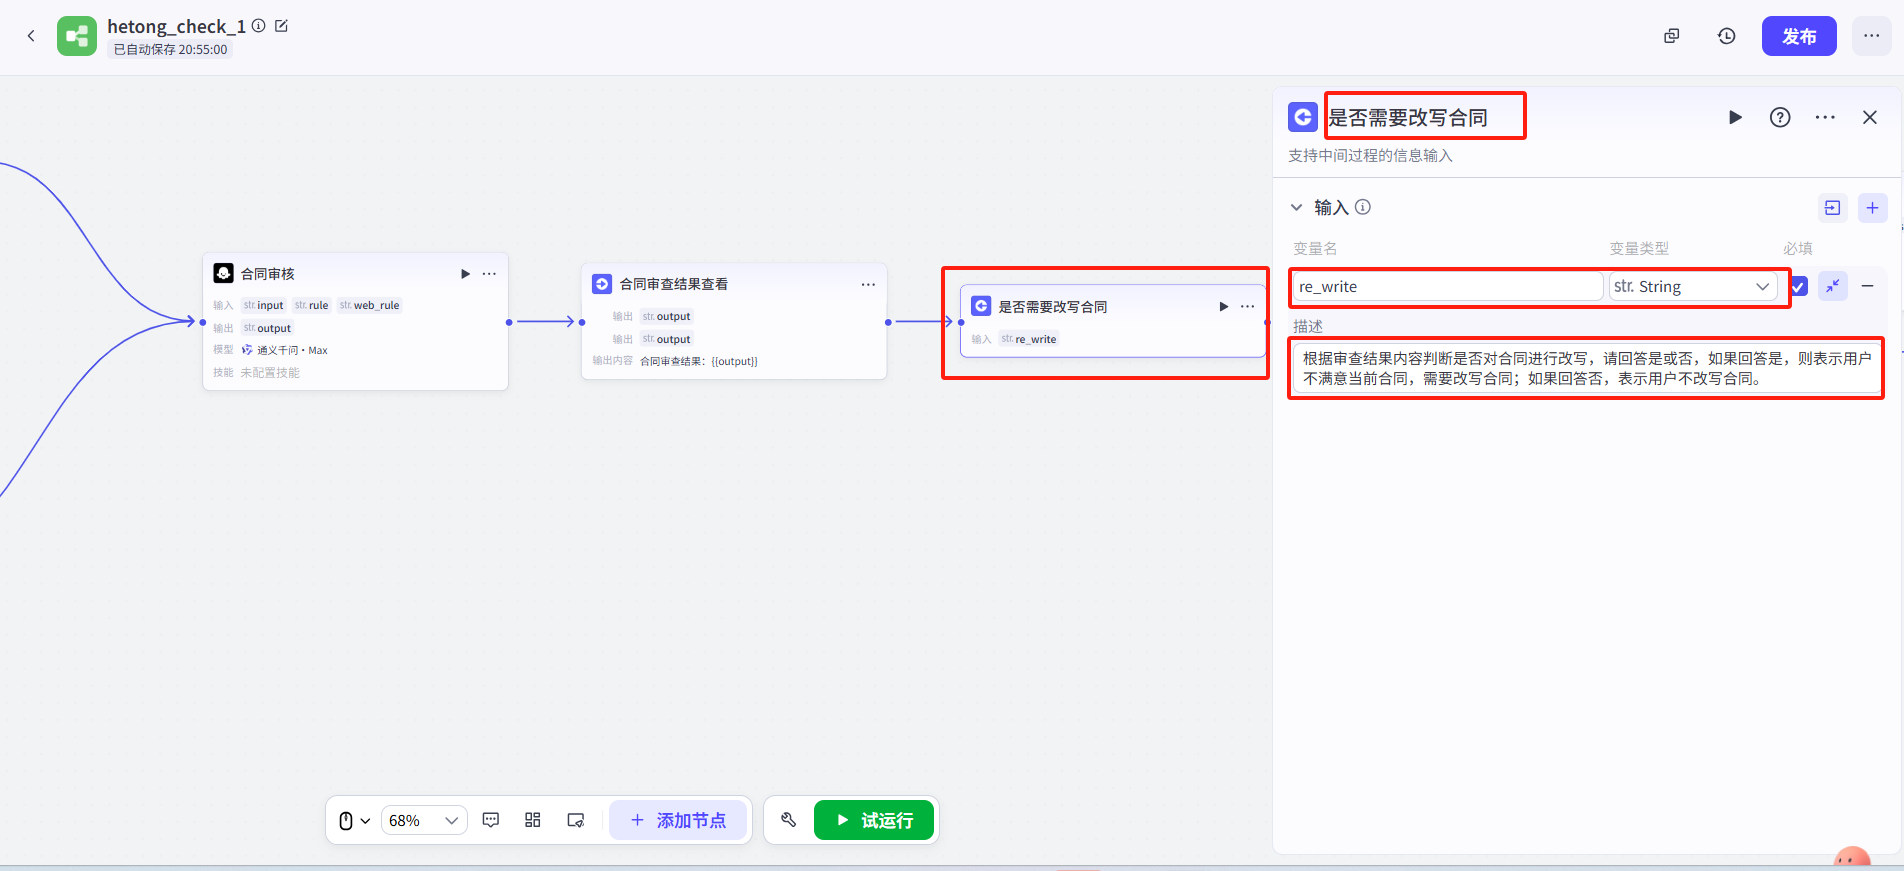 hetong_check_1
已自动保存 20:55:00
发布
合同审核
输入 str. input str. rule str. web_rule
输出 str. output
模型 通义千问·Max
技能 未配置技能
合同审查结果查看
输出 str. output
输出 str. output
输出内容 合同审查结果：{{output}}
是否需要改写合同
输入 str. re_write
是否需要改写合同
支持中间过程的信息输入
输入
变量名 变量类型 必填
re_write str. String
描述
根据审查结果内容判断是否对合同进行改写，请回答是或否，如果回答是，则表示用户
不满意当前合同，需要改写合同；如果回答否，表示用户不改写合同。
68%
添加节点
试运行